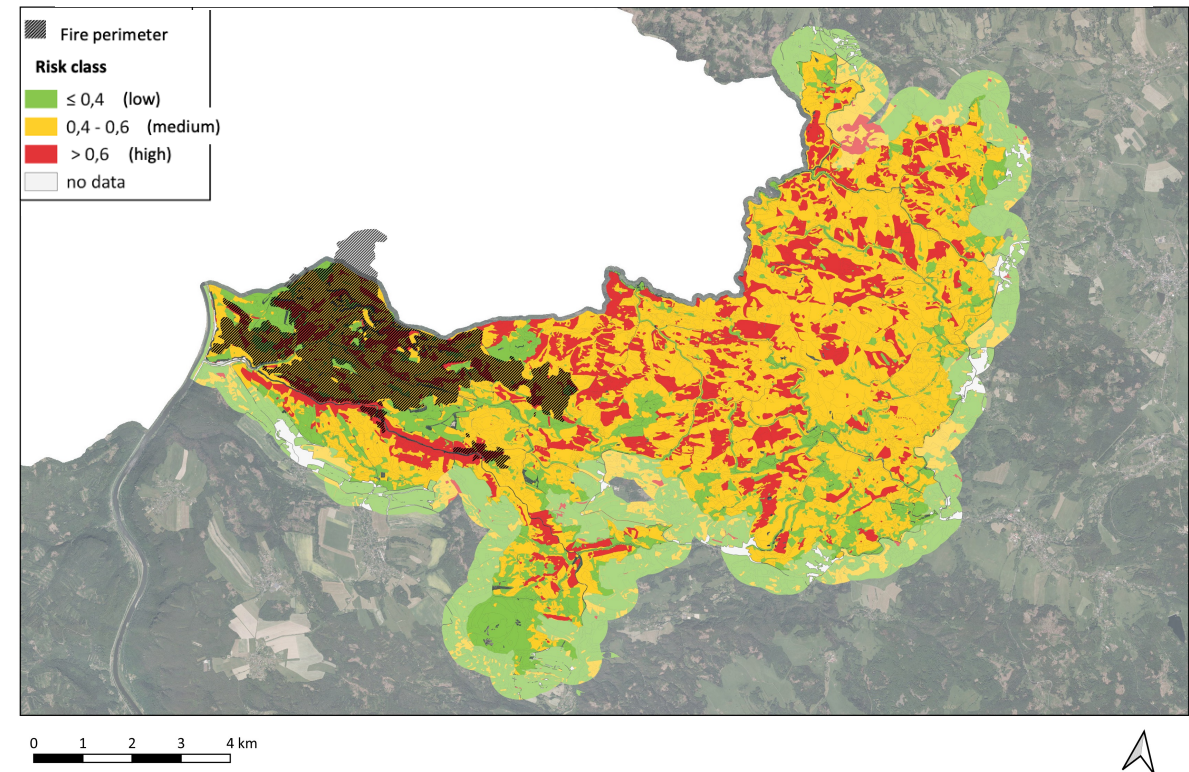 Fire perimeter
Risk class
≤ 0,4 (low)
0,4 - 0,6 (medium)
> 0,6 (high)
no data
0 1 2 3 4 km